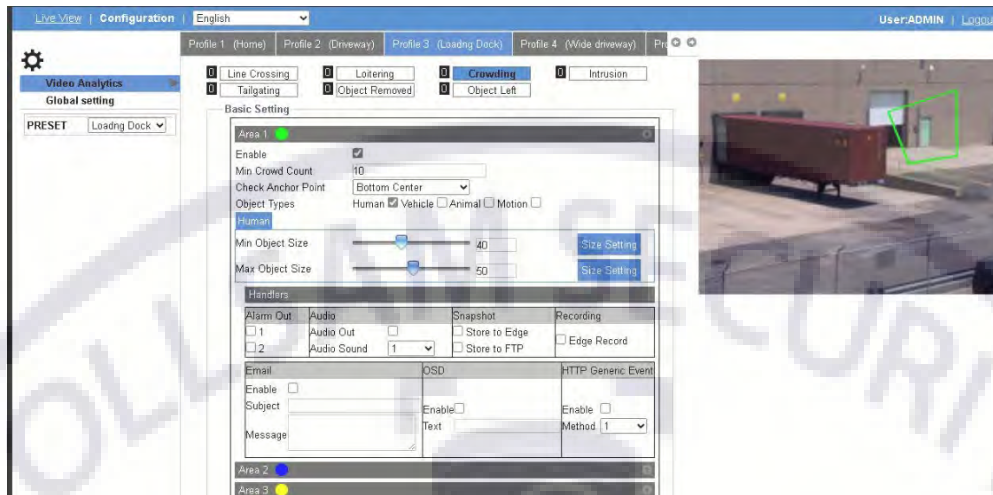 Live View | Configuration | English User:ADMIN | Logou
Profile 1 (Home) Profile 2 (Driveway) Profile 3 (Loadng Dock) Profile 4 (Wide driveway) Pro
0 Line Crossing 0 Loitering 0 Crowding 0 Intrusion
0 Tailgating 0 Object Removed 0 Object Left
Video Analytics
Global setting
PRESET Loadng Dock
Basic Setting
Area 1
Enable
Min Crowd Count 10
Check Anchor Point Bottom Center
Object Types Human Vehicle Animal Motion
Human
Min Object Size 40 Size Setting
Max Object Size 50 Size Setting
Handlers
Alarm Out Audio Snapshot Recording
1 Audio Out Store to Edge Edge Record
2 Audio Sound 1 Store to FTP
Email OSD HTTP Generic Event
Enable Enable Enable
Subject Text Method 1
Message
Area 2
Area 3
OLLSAM SECURI